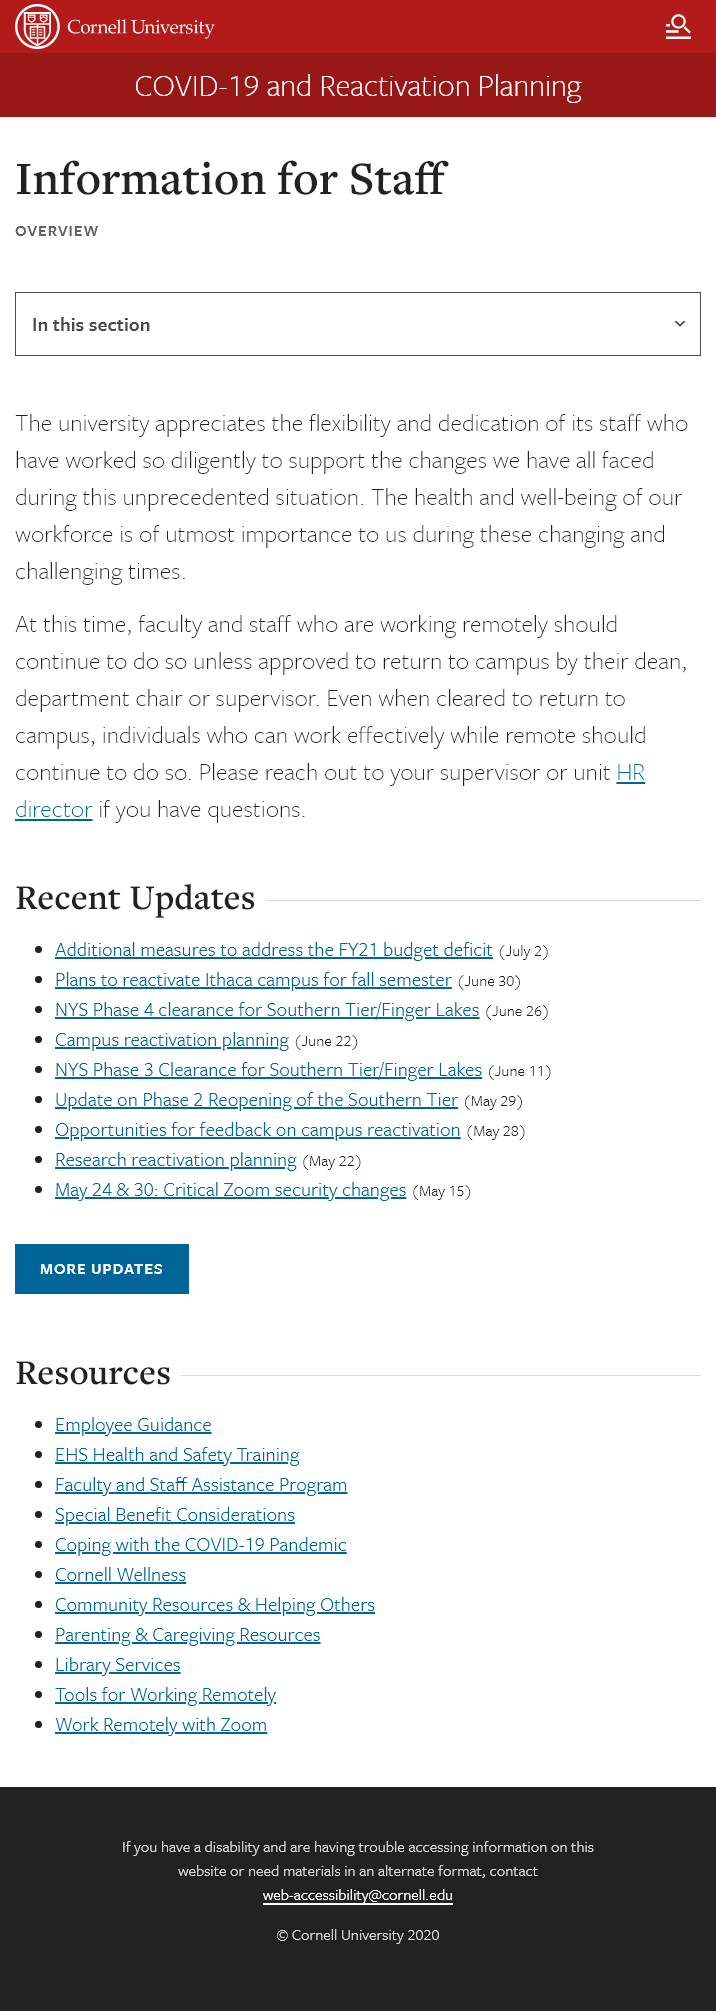 Cornell University
COVID-19 and Reactivation Planning
Information for Staff
OVERVIEW
In this section
The university appreciates the flexibility and dedication of its staff who
have worked so diligently to support the changes we have all faced
during this unprecedented situation. The health and well-being of our
workforce is of utmost importance to us during these changing and
challenging times.
At this time, faculty and staff who are working remotely should
continue to do so unless approved to return to campus by their dean,
department chair or supervisor. Even when cleared to return to
campus, individuals who can work effectively while remote should
continue to do so. Please reach out to your supervisor or unit HR
director if you have questions.
Recent Updates
Additional measures to address the FY21 budget deficit (July 2)
Plans to reactivate Ithaca campus for fall semester (June 30)
NYS Phase 4 clearance for Southern Tier/Finger Lakes (June 26)
Campus reactivation planning (June 22)
NYS Phase 3 Clearance for Southern Tier/Finger Lakes (June 11)
Update on Phase 2 Reopening of the Southern Tier (May 29)
Opportunities for feedback on campus reactivation (May 28)
Research reactivation planning (May 22)
May 24 & 30: Critical Zoom security changes (May 15)
MORE UPDATES
Resources
Employee Guidance
EHS Health and Safety Training
Faculty and Staff Assistance Program
Special Benefit Considerations
Coping with the COVID-19 Pandemic
Cornell Wellness
Community Resources & Helping Others
Parenting & Caregiving Resources
Library Services
Tools for Working Remotely
Work Remotely with Zoom
If you have a disability and are having trouble accessing information on this
website or need materials in an alternate format, contact
web-accessibility@cornell.edu
© Cornell University 2020